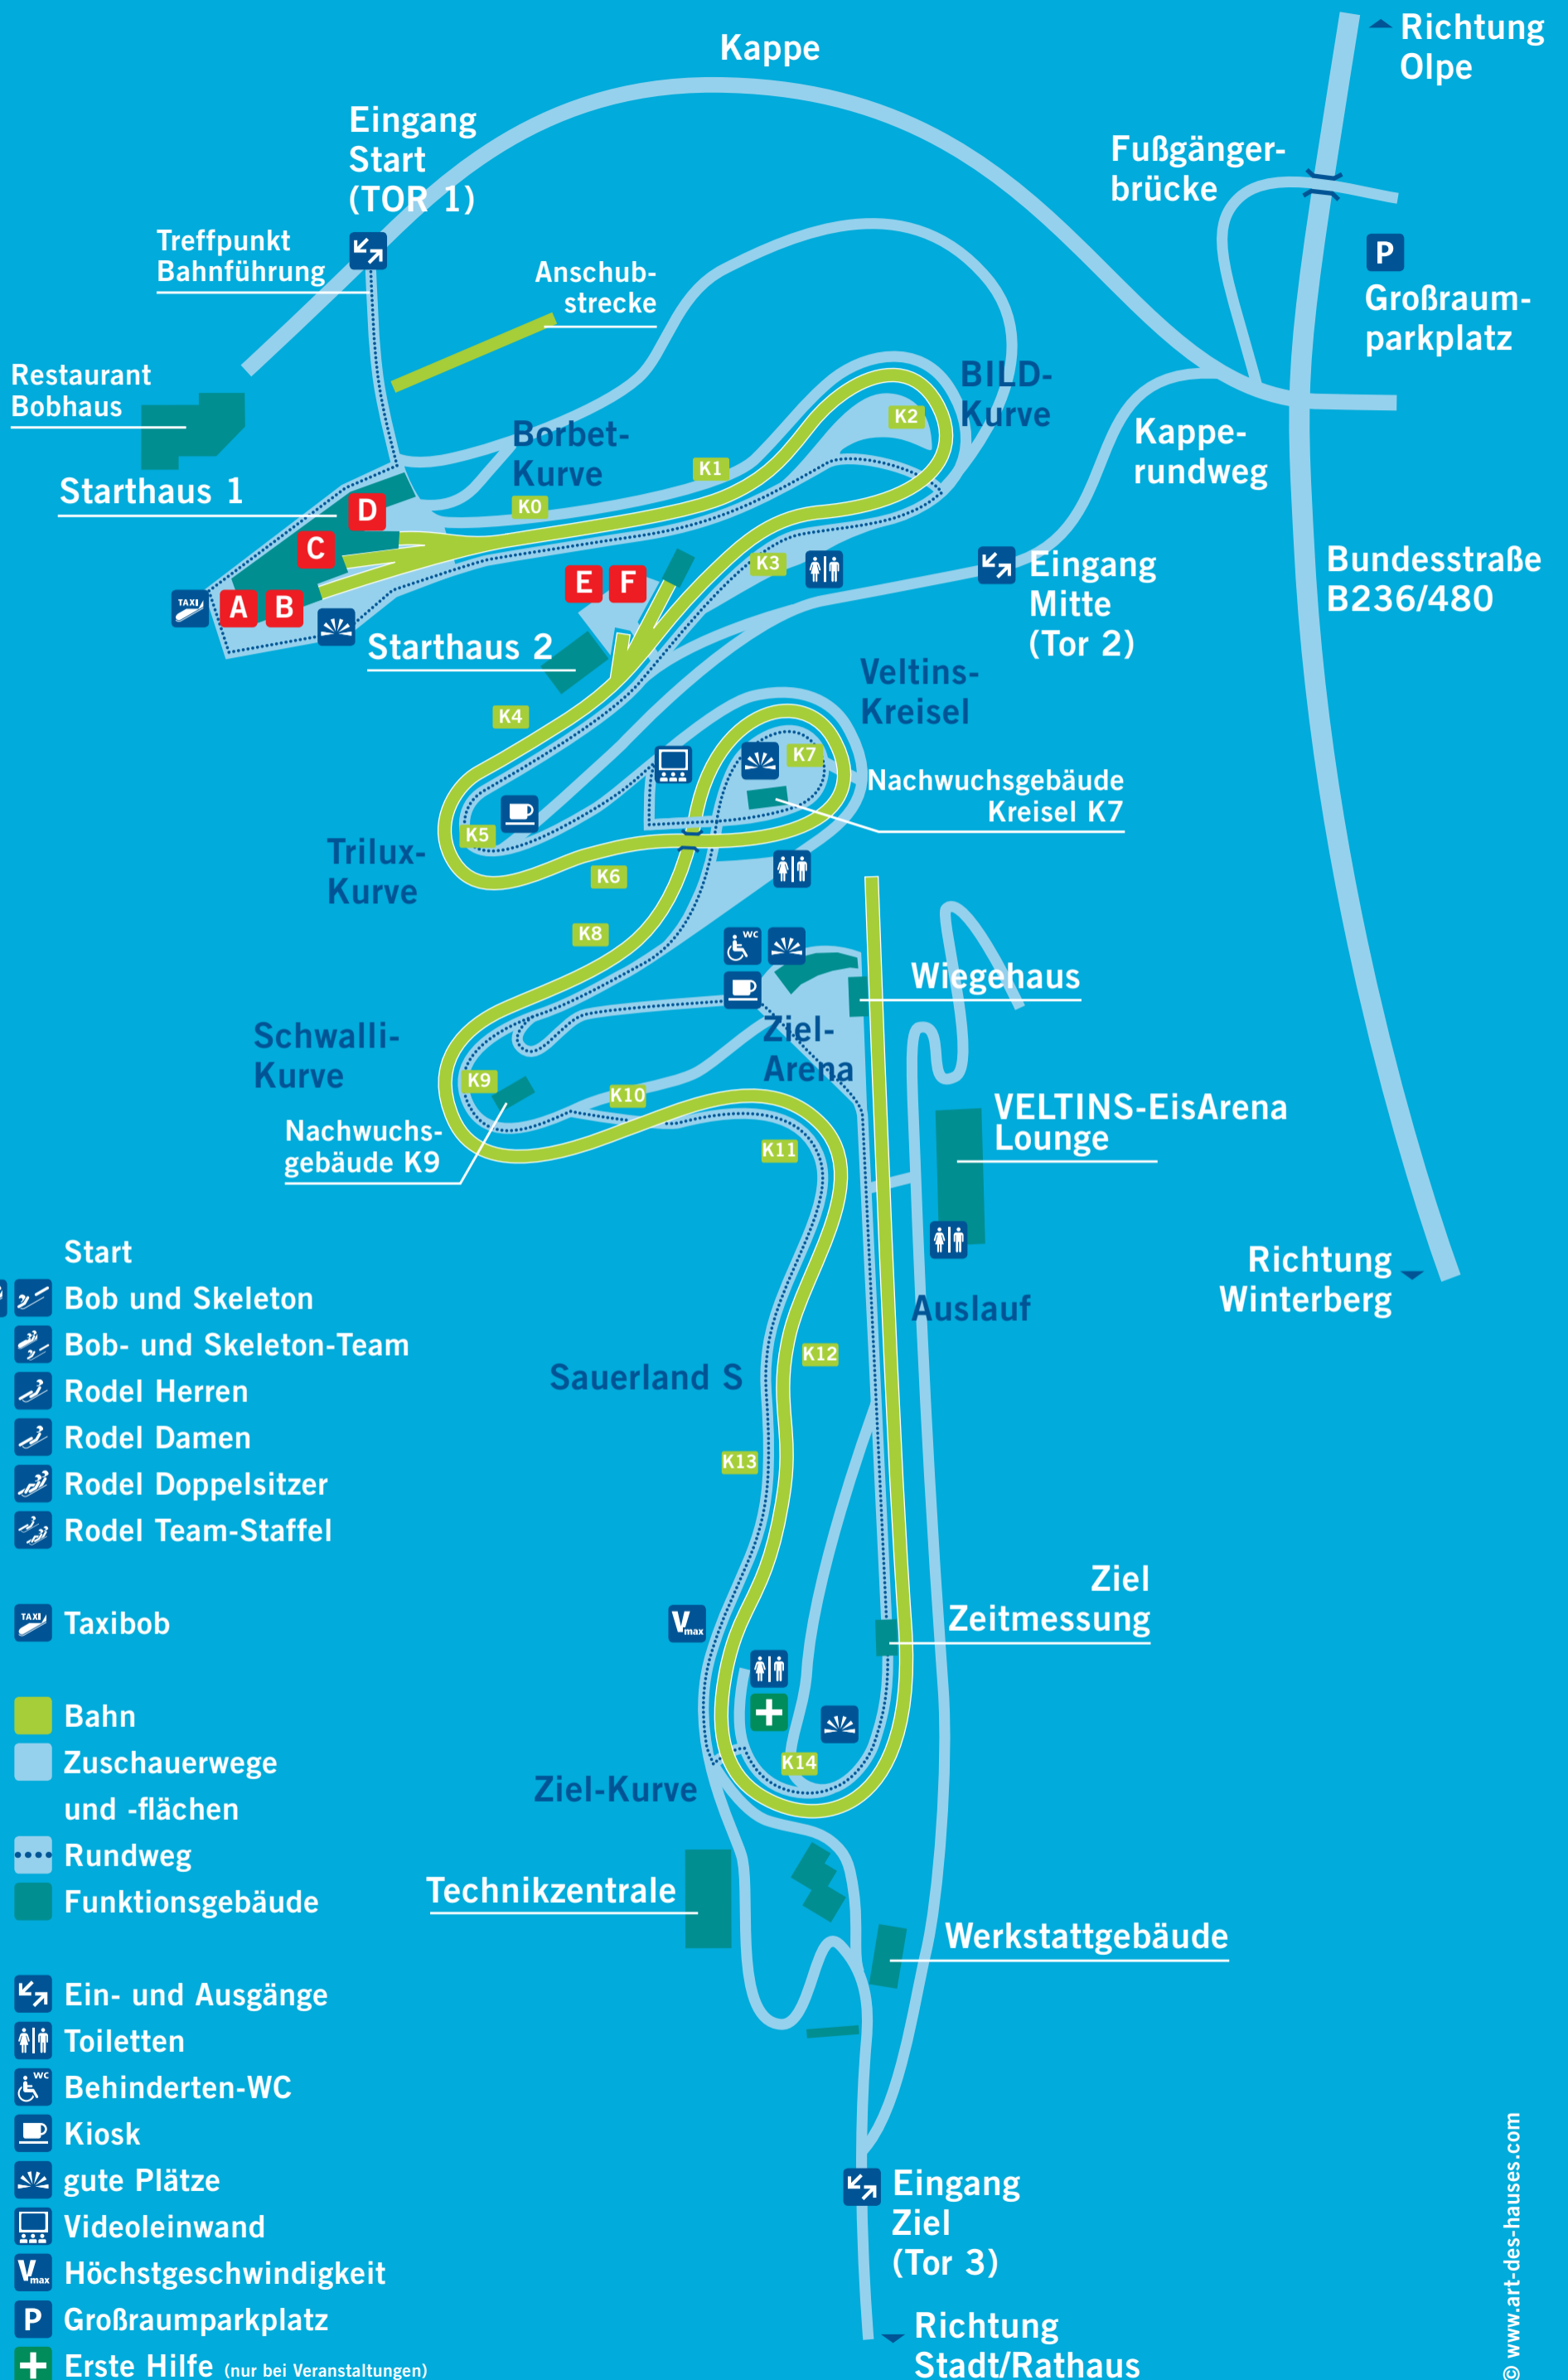 Kappe
Richtung
Olpe
Eingang
Start
(TOR 1)
Fußgänger-
brücke
Treffpunkt
Bahnführung
Anschub-
strecke
P
Großraum-
parkplatz
Restaurant
Bobhaus
BILD-
Kurve
K2
Borbet-
Kurve
Kappe-
rundweg
K1
Starthaus 1
D
K0
C
K3
Eingang
Mitte
(Tor 2)
Bundesstraße
B236/480
E F
TAXI
A B
Starthaus 2
Veltins-
Kreisel
K4
K7
Nachwuchsgebäude
Kreisel K7
K5
Trilux-
Kurve
K6
K8
WC
Wiegehaus
Ziel-
Arena
Schwalli-
Kurve
K9
K10
Nachwuchs-
gebäude K9
K11
VELTINS-EisArena
Lounge
Richtung
Winterberg
Auslauf
K12
Sauerland S
K13
Start
Bob und Skeleton
Bob- und Skeleton-Team
Rodel Herren
Rodel Damen
Rodel Doppelsitzer
Rodel Team-Staffel
TAXI Taxibob
Ziel
Zeitmessung
Vmax
K14
Ziel-Kurve
Bahn
Zuschauerwege
und -flächen
Rundweg
Funktionsgebäude
Technikzentrale
Werkstattgebäude
Ein- und Ausgänge
Toiletten
WC Behinderten-WC
Kiosk
gute Plätze
Videoleinwand
Vmax Höchstgeschwindigkeit
P Großraumparkplatz
Erste Hilfe (nur bei Veranstaltungen)
Eingang
Ziel
(Tor 3)
Richtung
Stadt/Rathaus
© www.art-des-hauses.com